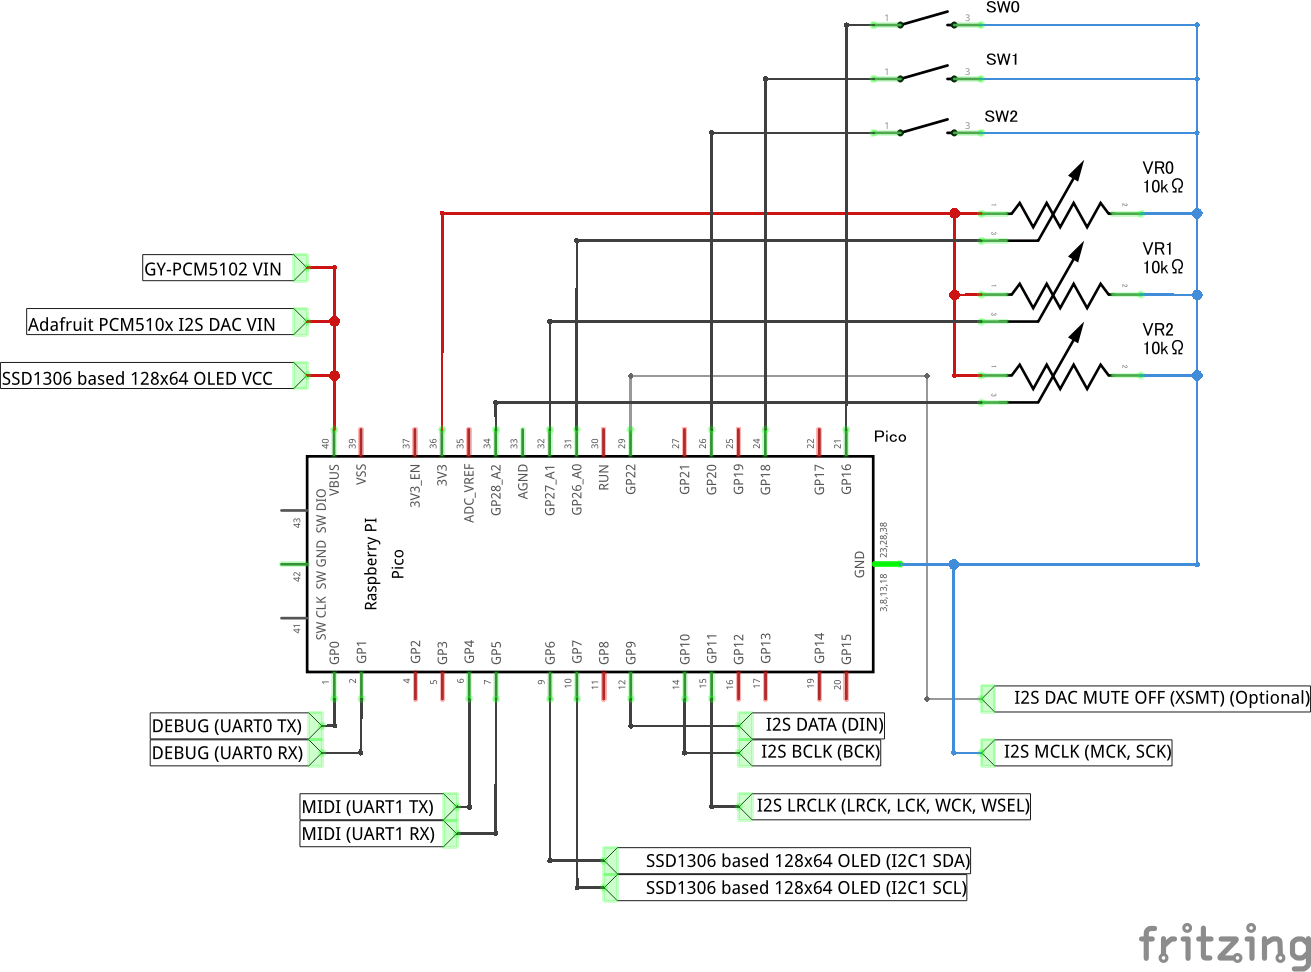 SW0
1
3
SW1
1
3
SW2
1
3
VR0
10kΩ
1
2
3
VR1
10kΩ
1
2
3
VR2
10kΩ
1
2
3
GY-PCM5102 VIN
Adafruit PCM510x I2S DAC VIN
SSD1306 based 128x64 OLED VCC
40
39
37
36
35
34
33
32
31
30
29
27
26
25
24
22
21
Pico
VBUS
VSS
3V3_EN
3V3
ADC_VREF
GP28_A2
AGND
GP27_A1
GP26_A0
RUN
GP22
GP21
GP20
GP19
GP18
GP17
GP16
43
SW DIO
42
SW GND
41
SW CLK
Raspberry PI
Pico
GND
23,28,38
3,8,13,18
GP0
GP1
GP2
GP3
GP4
GP5
GP6
GP7
GP8
GP9
GP10
GP11
GP12
GP13
GP14
GP15
1
2
4
5
6
7
9
10
11
12
14
15
16
17
19
20
I2S DAC MUTE OFF (XSMT) (Optional)
DEBUG (UART0 TX)
I2S DATA (DIN)
DEBUG (UART0 RX)
I2S BCLK (BCK)
I2S MCLK (MCK, SCK)
MIDI (UART1 TX)
I2S LRCLK (LRCK, LCK, WCK, WSEL)
MIDI (UART1 RX)
SSD1306 based 128x64 OLED (I2C1 SDA)
SSD1306 based 128x64 OLED (I2C1 SCL)
fritzing